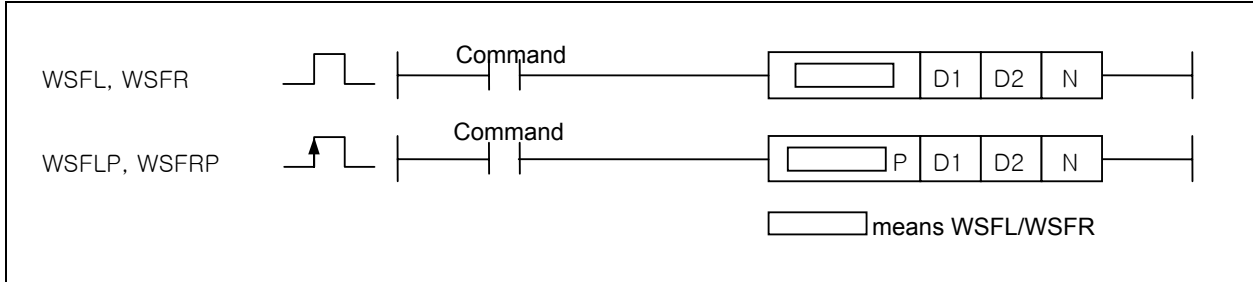 Command
WSFL, WSFR D1 D2 N
Command
WSFLP, WSFRP P D1 D2 N
means WSFL/WSFR